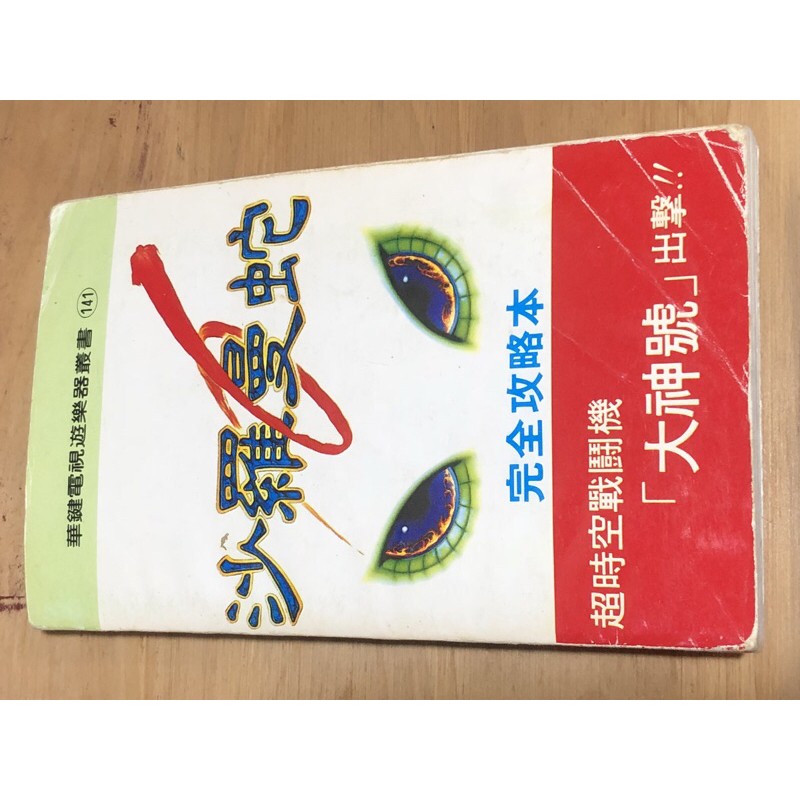 華鍵電視遊樂器叢書 141
沙羅曼蛇
完全攻略本
超時空戰鬪機
「大神號」出擊!!